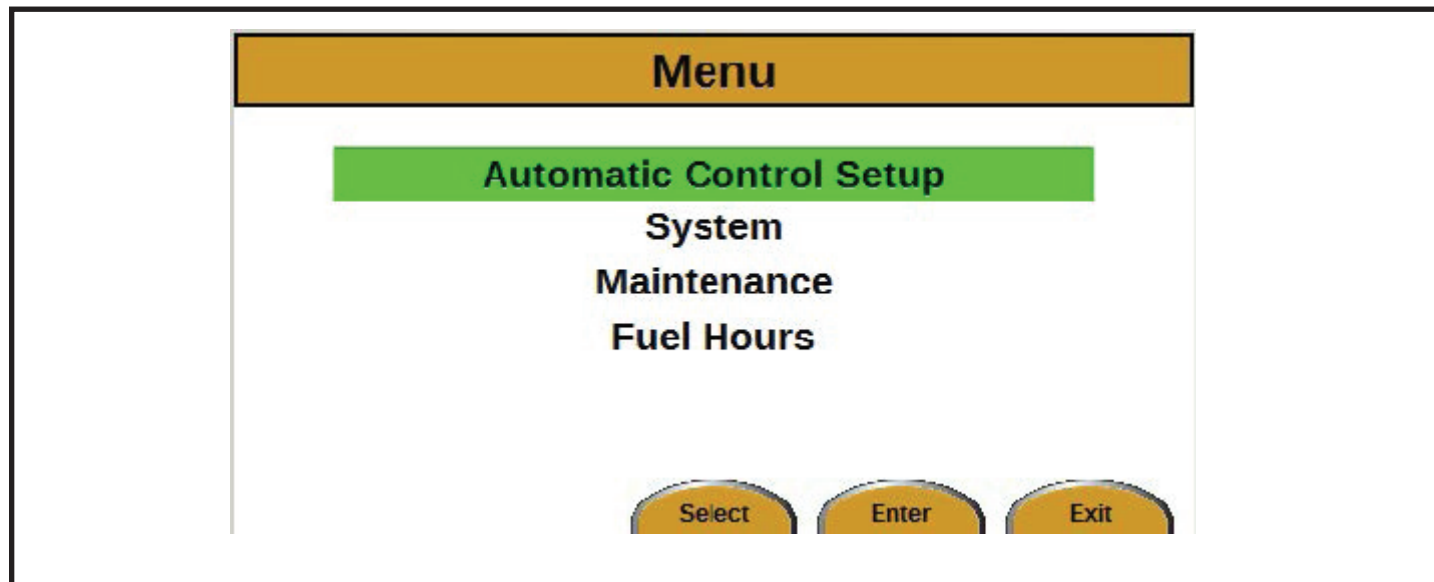 Menu
Automatic Control Setup
System
Maintenance
Fuel Hours
Select Enter Exit